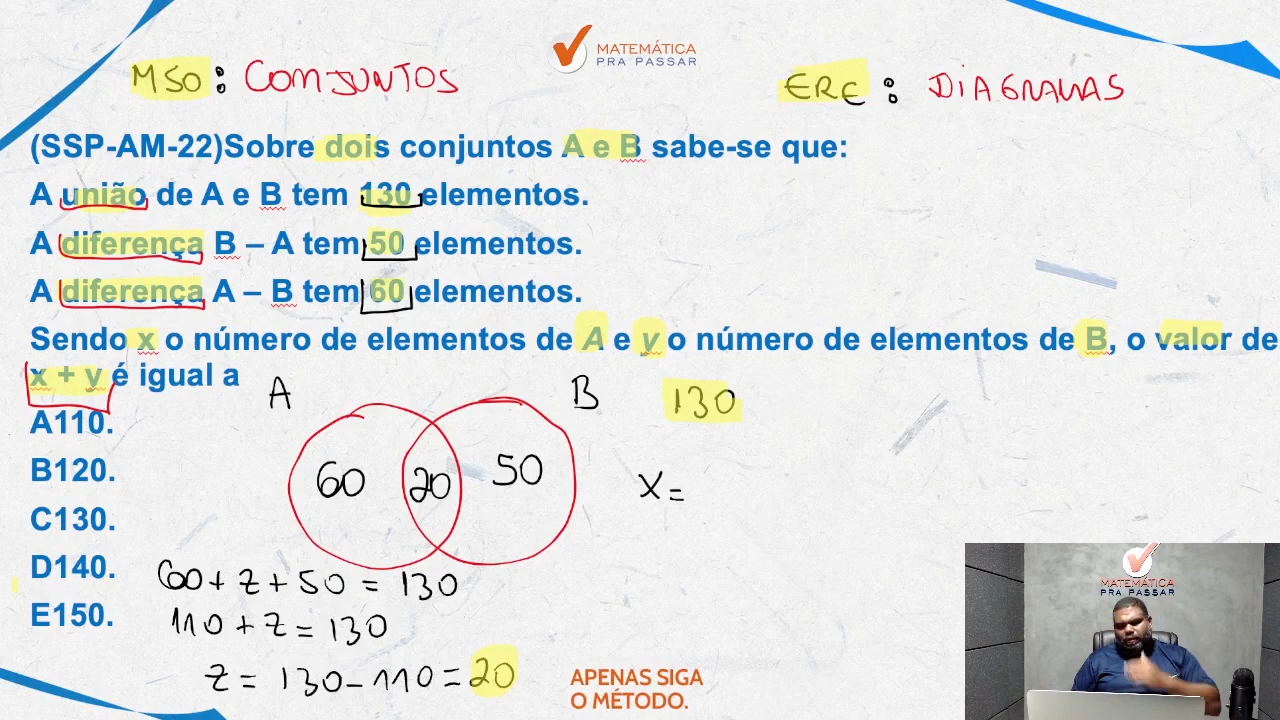 MATEMÁTICA
PRA PASSAR
MSO: CONJUNTOS
ERE: DIAGRAMAS
(SSP-AM-22)Sobre dois conjuntos A e B sabe-se que:
A união de A e B tem 130 elementos.
A diferença B – A tem 50 elementos.
A diferença A – B tem 60 elementos.
Sendo x o número de elementos de A e y o número de elementos de B, o valor de
x + y é igual a
A110.
B120.
C130.
D140.
E150.
A
B
130
60
20
50
X =
60 + z + 50 = 130
110 + z = 130
z = 130 - 110 = 20
APENAS SIGA
O MÉTODO.
MATEMÁTICA
PRA PASSAR